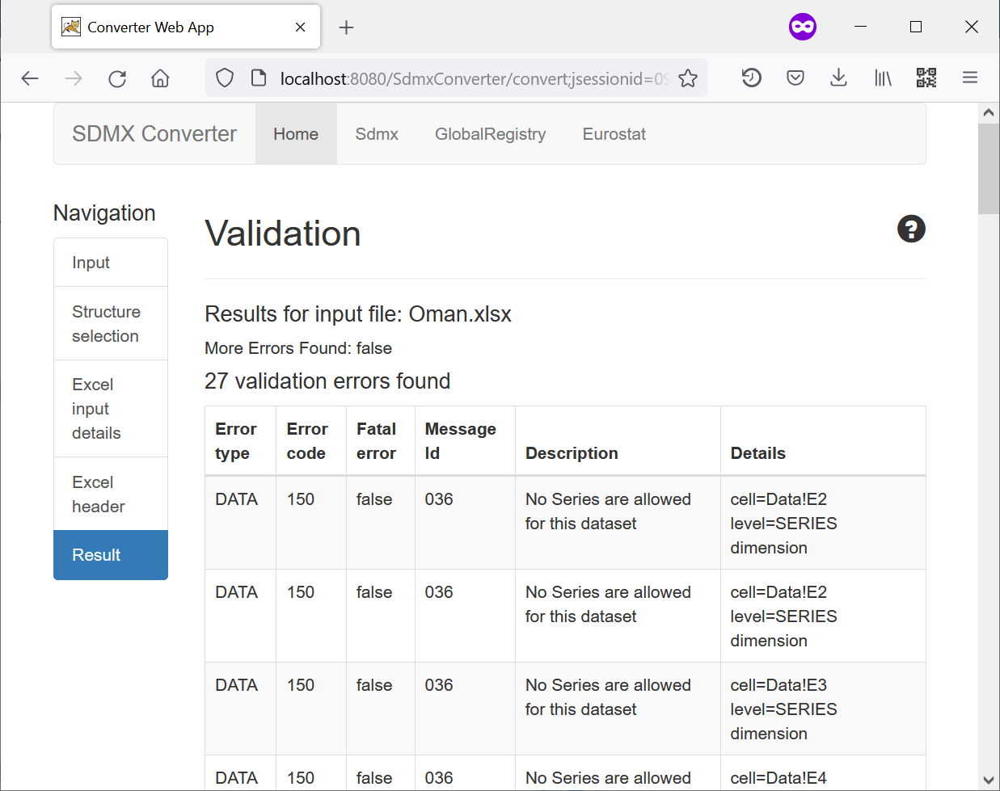 Converter Web App
localhost:8080/SdmxConverter/convert;jsessionid=09
SDMX Converter Home Sdmx GlobalRegistry Eurostat
Navigation
Input
Structure
selection
Excel
input
details
Excel
header
Result
Validation
Results for input file: Oman.xlsx
More Errors Found: false
27 validation errors found
Error type Error code Fatal error Message Id Description Details
DATA 150 false 036 No Series are allowed cell=Data!E2
for this dataset level=SERIES
dimension
DATA 150 false 036 No Series are allowed cell=Data!E2
for this dataset level=SERIES
dimension
DATA 150 false 036 No Series are allowed cell=Data!E3
for this dataset level=SERIES
dimension
DATA 150 false 036 No Series are allowed cell=Data!E4